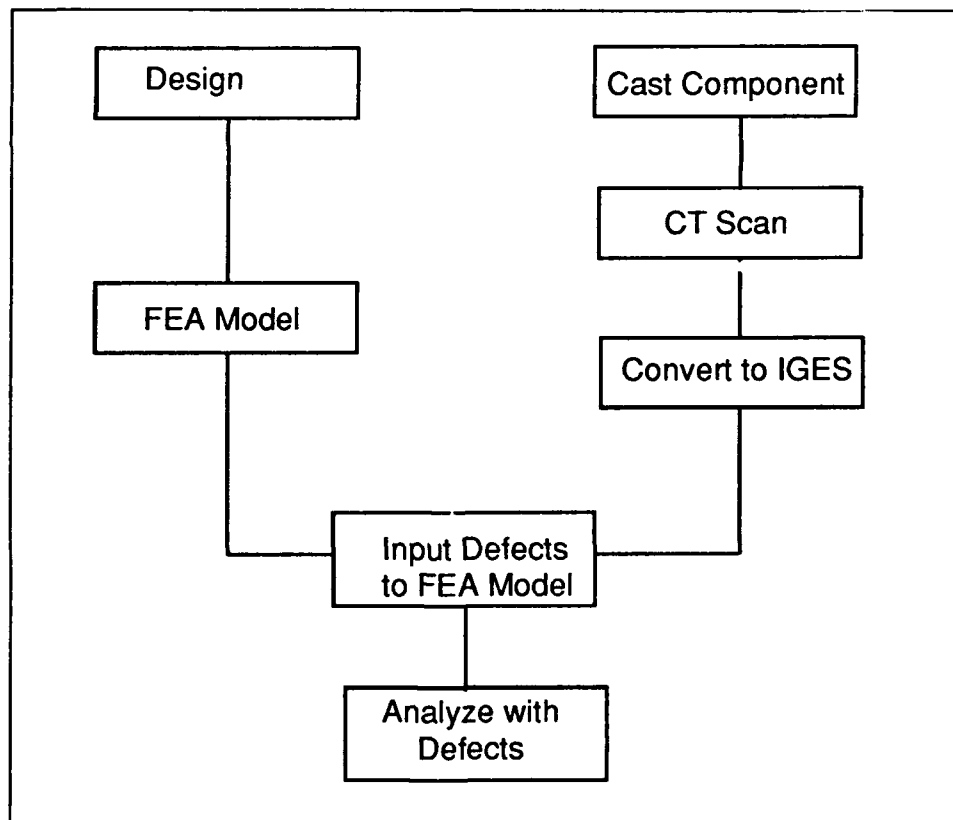 Design
Cast Component
CT Scan
FEA Model
Convert to IGES
Input Defects
to FEA Model
Analyze with
Defects